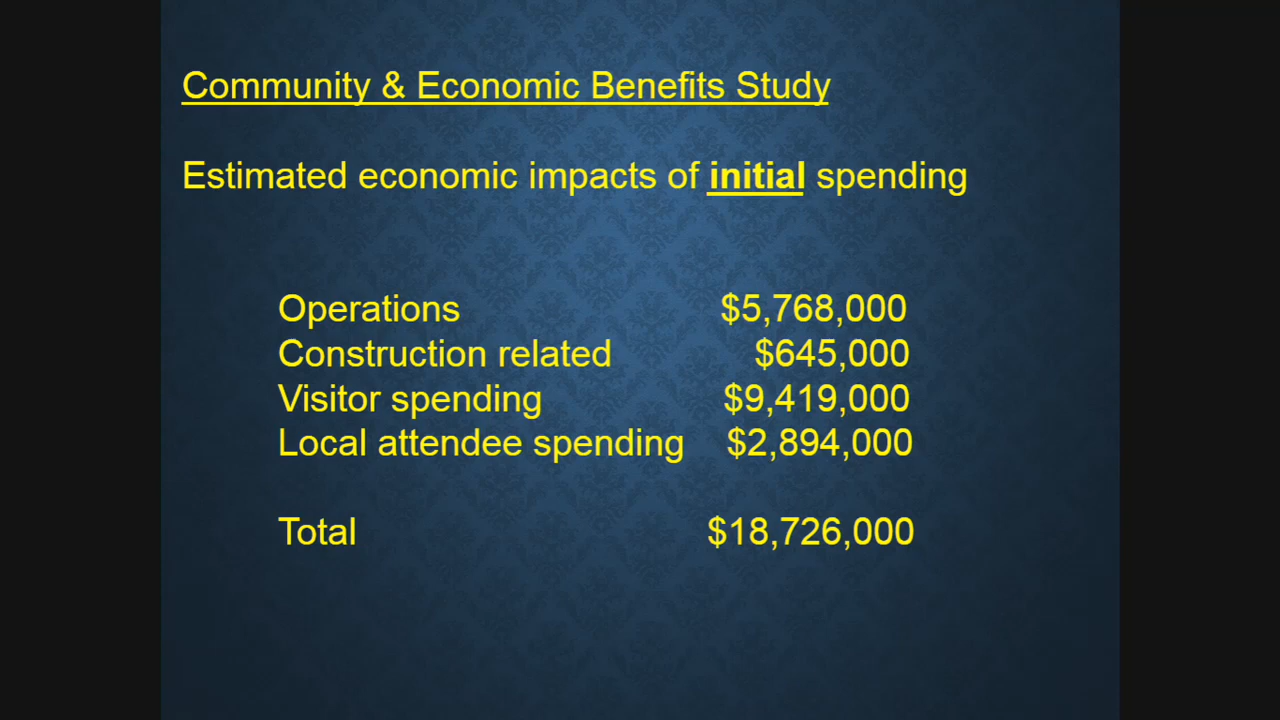 Community & Economic Benefits Study
Estimated economic impacts of initial spending
Operations $5,768,000
Construction related $645,000
Visitor spending $9,419,000
Local attendee spending $2,894,000
Total $18,726,000